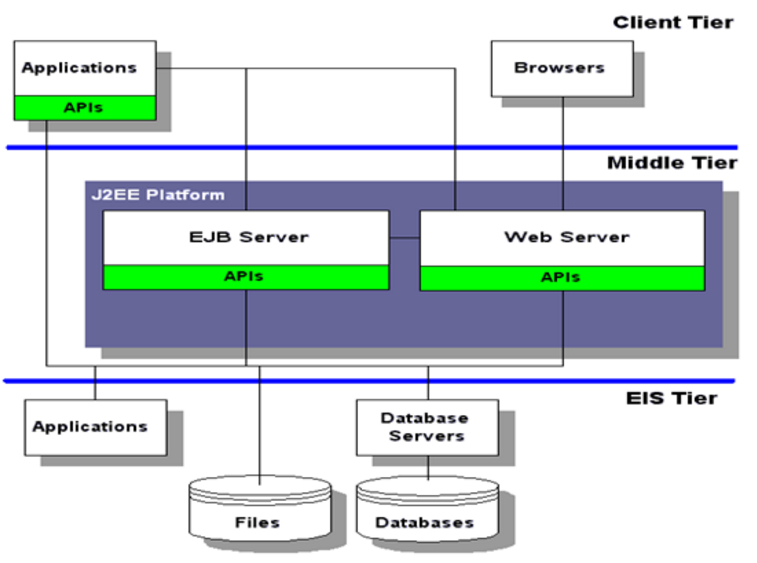 Client Tier
Applications
Browsers
APIs
Middle Tier
J2EE Platform
EJB Server
Web Server
APIs
APIs
EIS Tier
Applications
Database
Servers
Files
Databases